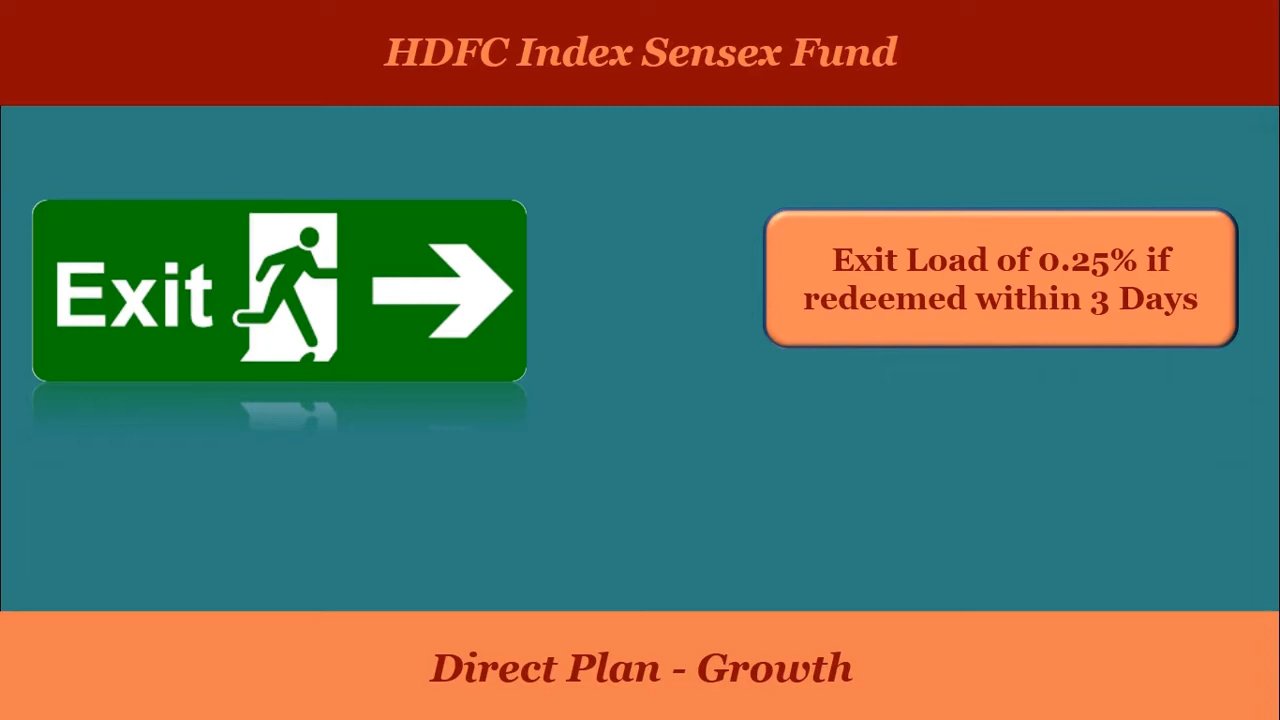 HDFC Index Sensex Fund
Exit
Exit Load of 0.25% if
redeemed within 3 Days
Direct Plan - Growth